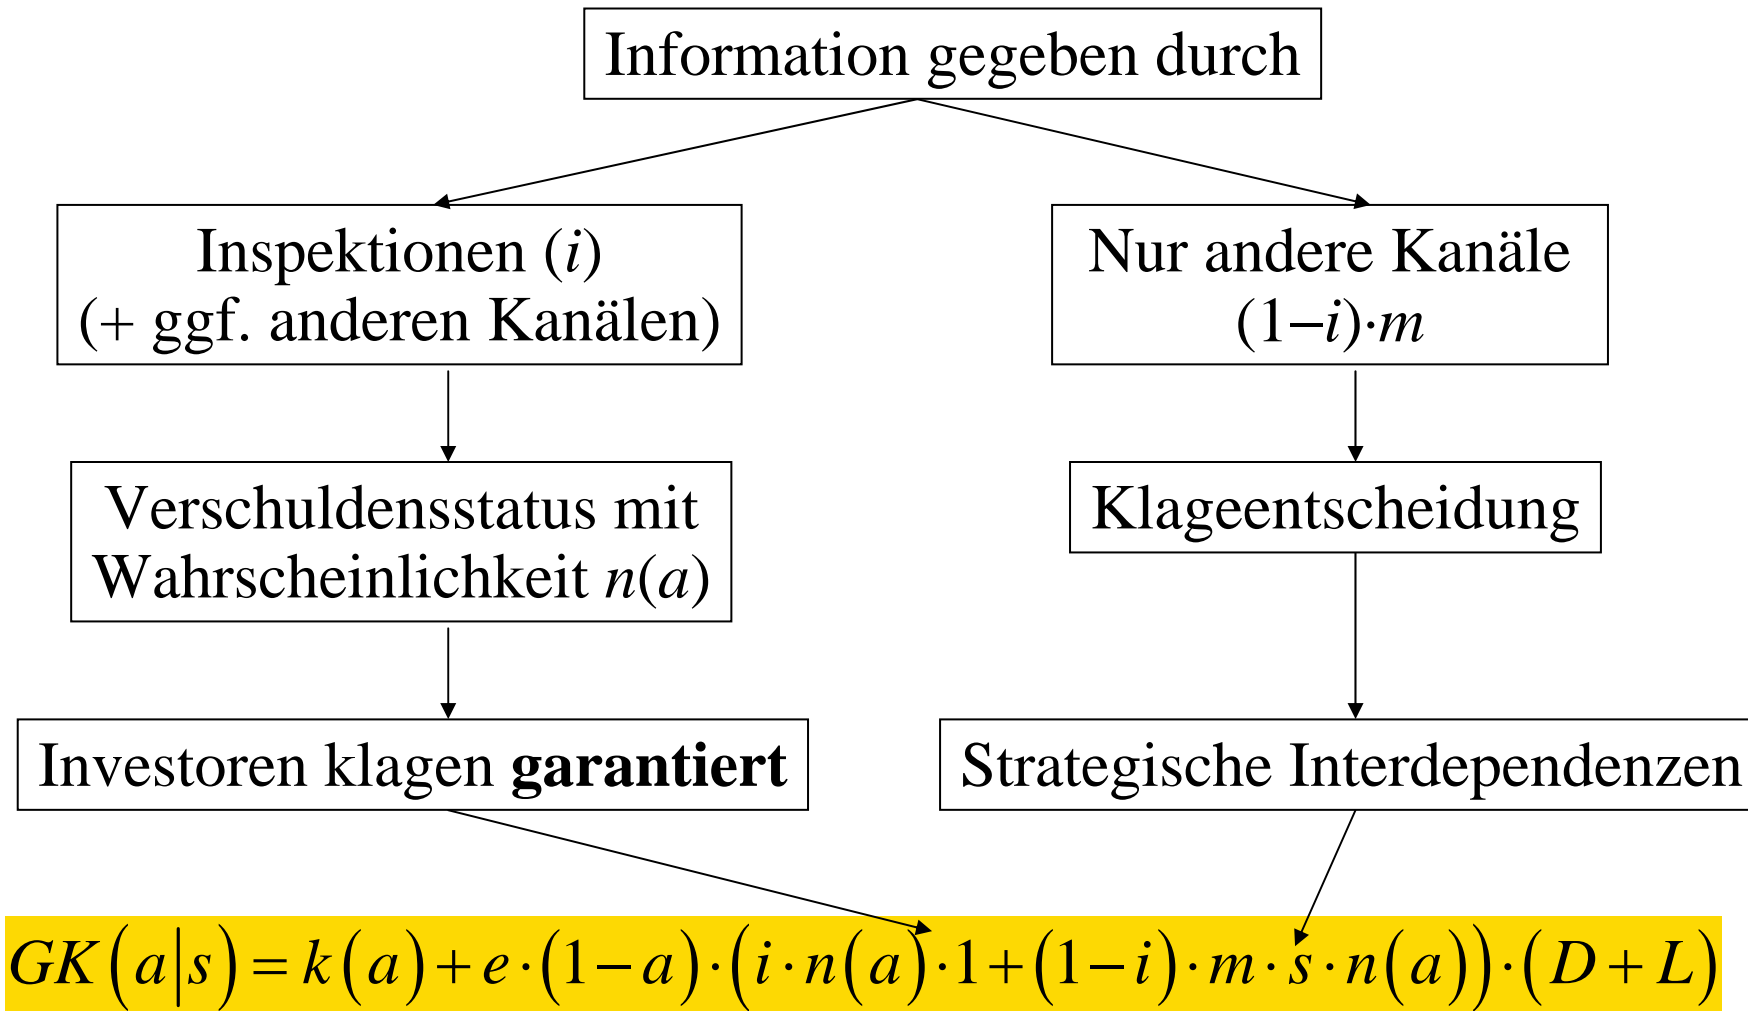 Information gegeben durch
Inspektionen (i)
(+ ggf. anderen Kanälen)
Nur andere Kanäle
(1−i)·m
Verschuldensstatus mit
Wahrscheinlichkeit n(a)
Klageentscheidung
Investoren klagen garantiert
Strategische Interdependenzen
GK(a|s) = k(a) + e·(1−a)·(i·n(a)·1+(1−i)·m·s·n(a))·(D+L)